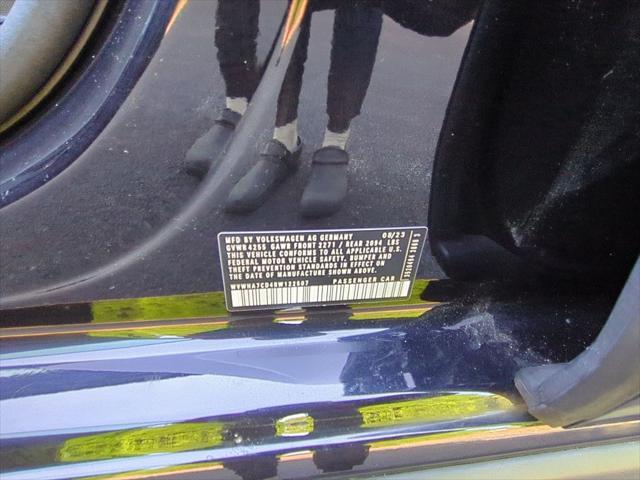 MFD BY VOLKSWAGEN AG GERMANY 08/23
GVWR 4255 GAWR FRONT 2271 / REAR 2094 LBS
THIS VEHICLE CONFORMS TO ALL APPLICABLE U.S.
FEDERAL MOTOR VEHICLE SAFETY, BUMPER AND
THEFT PREVENTION STANDARDS IN EFFECT ON
THE DATE OF MANUFACTURE SHOWN ABOVE.
PASSENGER CAR